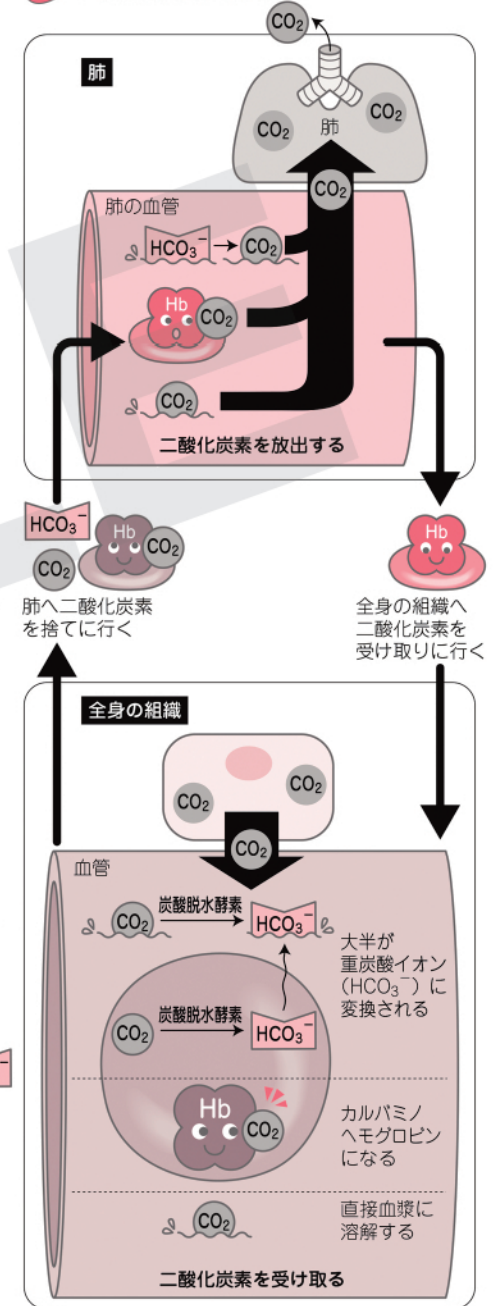 CO₂
肺
CO₂
CO₂
肺
CO₂
肺の血管
HCO₃⁻→CO₂
Hb
CO₂
CO₂
二酸化炭素を放出する
HCO₃⁻
Hb
CO₂
CO₂
肺へ二酸化炭素
を捨てに行く
Hb
全身の組織へ
二酸化炭素を
受け取りに行く
全身の組織
CO₂
CO₂
CO₂
血管
CO₂
炭酸脱水酵素
HCO₃⁻
大半が
重炭酸イオン
(HCO₃⁻)に
変換される
CO₂
炭酸脱水酵素
HCO₃⁻
Hb
CO₂
カルバミノ
ヘモグロビン
になる
CO₂
直接血漿に
溶解する
二酸化炭素を受け取る